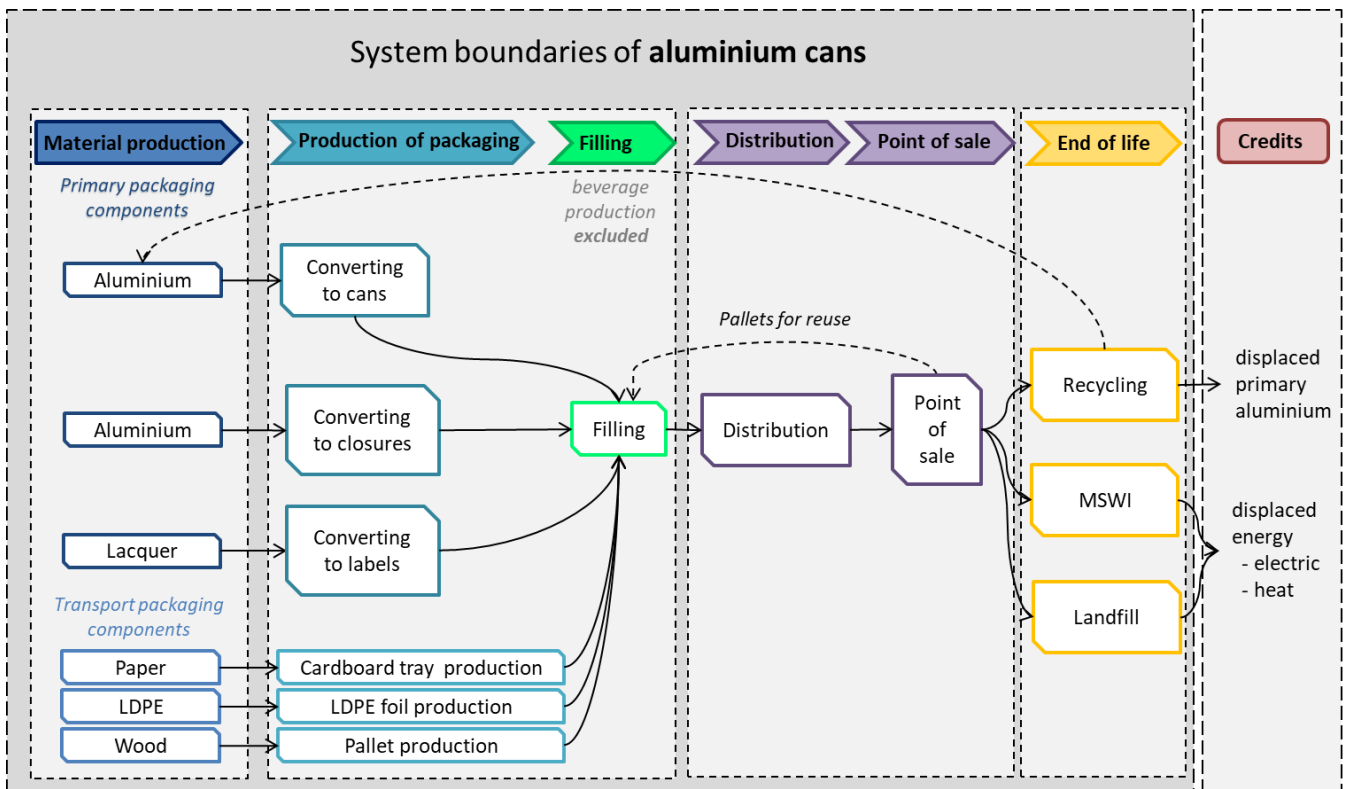 System boundaries of aluminium cans
Material production
Production of packaging
Filling
Distribution
Point of sale
End of life
Credits
Primary packaging
components
beverage
production
excluded
Aluminium
Converting
to cans
Pallets for reuse
Aluminium
Converting
to closures
Filling
Distribution
Point
of
sale
Recycling
displaced
primary
aluminium
MSWI
displaced
energy
- electric
- heat
Lacquer
Converting
to labels
Landfill
Transport packaging
components
Paper
Cardboard tray production
LDPE
LDPE foil production
Wood
Pallet production